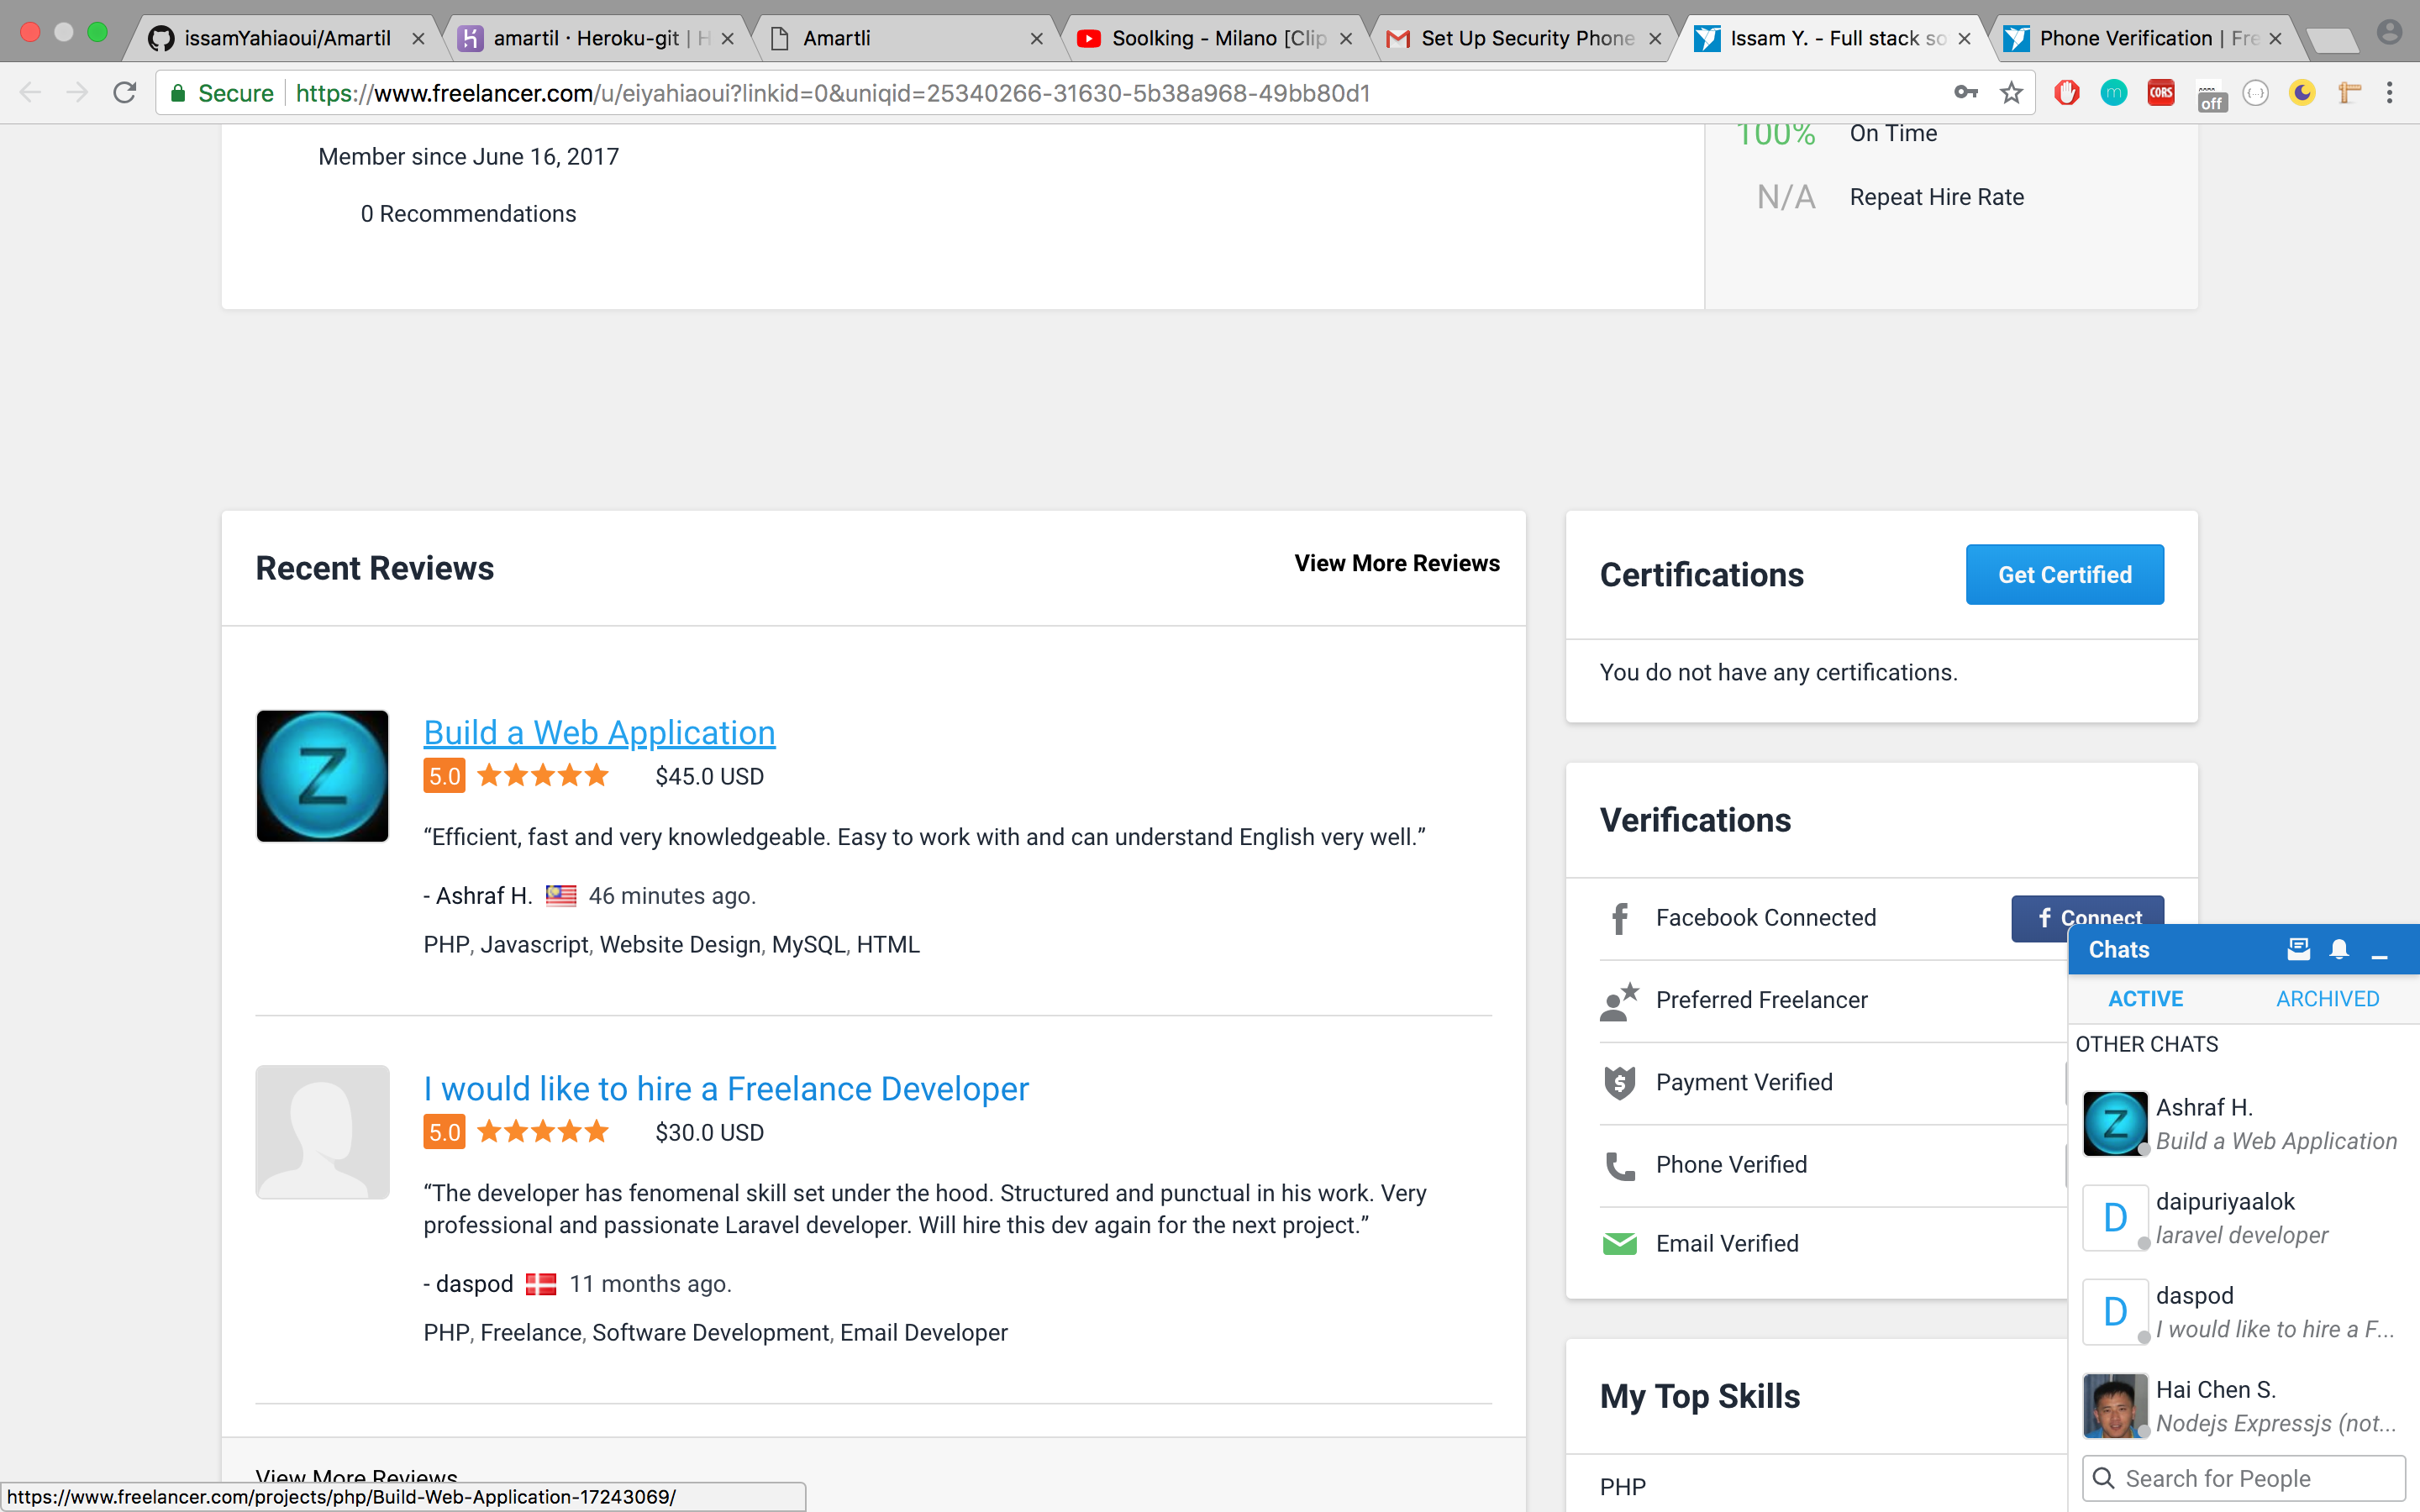 issamYahiaoui/Amartil
amartil · Heroku-git | H
Amartli
Soolking - Milano [Clip
Set Up Security Phone
Issam Y. - Full stack so
Phone Verification | Fre
Secure
https://www.freelancer.com/u/eiyahiaoui?linkid=0&uniqid=25340266-31630-5b38a968-49bb80d1
CORS
off
Member since June 16, 2017
0 Recommendations
100% On Time
N/A Repeat Hire Rate
Recent Reviews
View More Reviews
Build a Web Application
5.0 $45.0 USD
“Efficient, fast and very knowledgeable. Easy to work with and can understand English very well.”
- Ashraf H. 46 minutes ago.
PHP, Javascript, Website Design, MySQL, HTML
I would like to hire a Freelance Developer
5.0 $30.0 USD
“The developer has fenomenal skill set under the hood. Structured and punctual in his work. Very
professional and passionate Laravel developer. Will hire this dev again for the next project.”
- daspod 11 months ago.
PHP, Freelance, Software Development, Email Developer
View More Reviews
https://www.freelancer.com/projects/php/Build-Web-Application-17243069/
Certifications
Get Certified
You do not have any certifications.
Verifications
Facebook Connected
Connect
Preferred Freelancer
Payment Verified
Phone Verified
Email Verified
My Top Skills
PHP
Chats
ACTIVE
ARCHIVED
OTHER CHATS
Z
Ashraf H.
Build a Web Application
D
daipuriyaalok
laravel developer
D
daspod
I would like to hire a F...
Hai Chen S.
Nodejs Expressjs (not...
Search for People